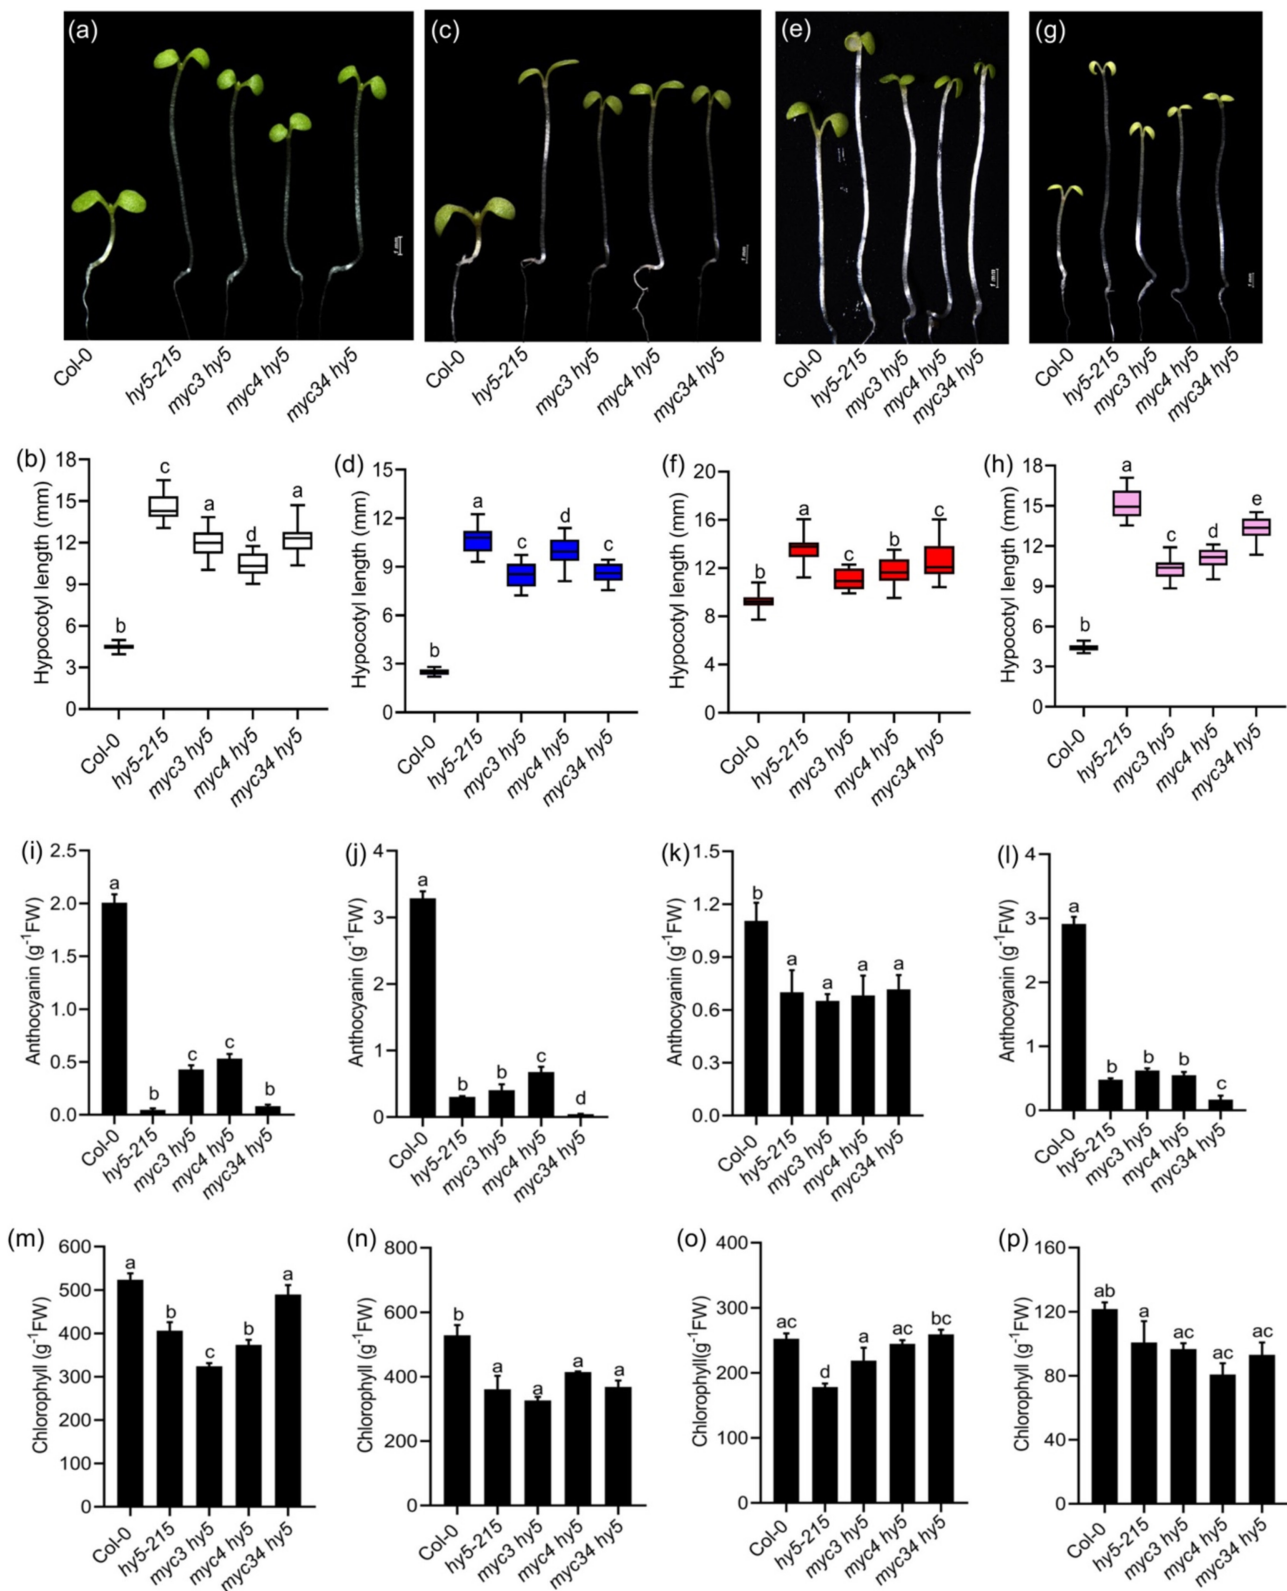 (a)
(c)
(e)
(g)
1 mm
1 mm
1 mm
1 mm
Col-0
hy5-215
myc3 hy5
myc4 hy5
myc34 hy5
Col-0
hy5-215
myc3 hy5
myc4 hy5
myc34 hy5
Col-0
hy5-215
myc3 hy5
myc4 hy5
myc34 hy5
Col-0
hy5-215
myc3 hy5
myc4 hy5
myc34 hy5
(b)
Hypocotyl length (mm)
18
15
12
9
6
3
0
b
c
a
d
a
Col-0
hy5-215
myc3 hy5
myc4 hy5
myc34 hy5
(d)
Hypocotyl length (mm)
15
12
9
6
3
0
b
a
c
d
c
Col-0
hy5-215
myc3 hy5
myc4 hy5
myc34 hy5
(f)
Hypocotyl length (mm)
20
16
12
8
4
0
b
a
c
b
c
Col-0
hy5-215
myc3 hy5
myc4 hy5
myc34 hy5
(h)
Hypocotyl length (mm)
18
15
12
9
6
3
0
b
a
c
d
e
Col-0
hy5-215
myc3 hy5
myc4 hy5
myc34 hy5
(i)
Anthocyanin (g⁻¹FW)
2.5
2.0
1.5
1.0
0.5
0.0
a
b
c
c
b
Col-0
hy5-215
myc3 hy5
myc4 hy5
myc34 hy5
(j)
Anthocyanin (g⁻¹FW)
4
3
2
1
0
a
b
b
c
d
Col-0
hy5-215
myc3 hy5
myc4 hy5
myc34 hy5
(k)
Anthocyanin (g⁻¹FW)
1.5
1.2
0.9
0.6
0.3
0.0
b
a
a
a
a
Col-0
hy5-215
myc3 hy5
myc4 hy5
myc34 hy5
(l)
Anthocyanin (g⁻¹FW)
4
3
2
1
0
a
b
b
b
c
Col-0
hy5-215
myc3 hy5
myc4 hy5
myc34 hy5
(m)
Chlorophyll (g⁻¹FW)
600
500
400
300
200
100
0
a
b
c
b
a
Col-0
hy5-215
myc3 hy5
myc4 hy5
myc34 hy5
(n)
Chlorophyll (g⁻¹FW)
800
600
400
200
0
b
a
a
a
a
Col-0
hy5-215
myc3 hy5
myc4 hy5
myc34 hy5
(o)
Chlorophyll(g⁻¹FW)
400
300
200
100
0
ac
d
a
ac
bc
Col-0
hy5-215
myc3 hy5
myc4 hy5
myc34 hy5
(p)
Chlorophyll (g⁻¹FW)
160
120
80
40
0
ab
a
ac
ac
ac
Col-0
hy5-215
myc3 hy5
myc4 hy5
myc34 hy5